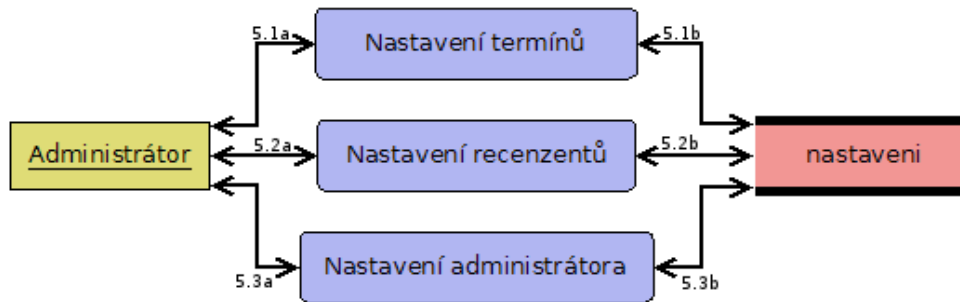 5.1a
Nastavení termínů
5.1b
Administrátor
5.2a
Nastavení recenzentů
5.2b
nastaveni
5.3a
Nastavení administrátora
5.3b